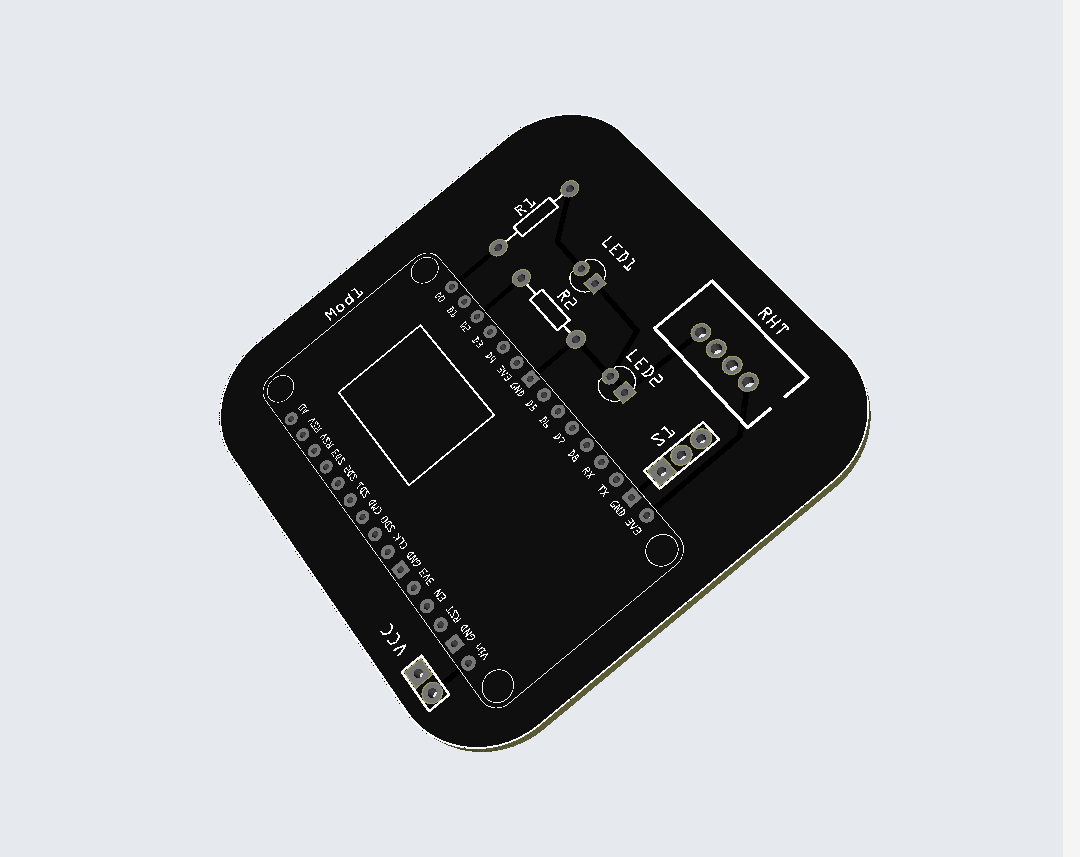 R1
LED1
R2
Mod1
RHT
LED2
S1
D0
D1
D2
D3
D4
3V3
GND
D5
D6
D7
D8
RX
TX
GND
3V3
A0
RSV
RSV
SD3
SD2
SD1
CMD
SD0
CLK
GND
3V3
EN
RST
GND
Vin
VCC